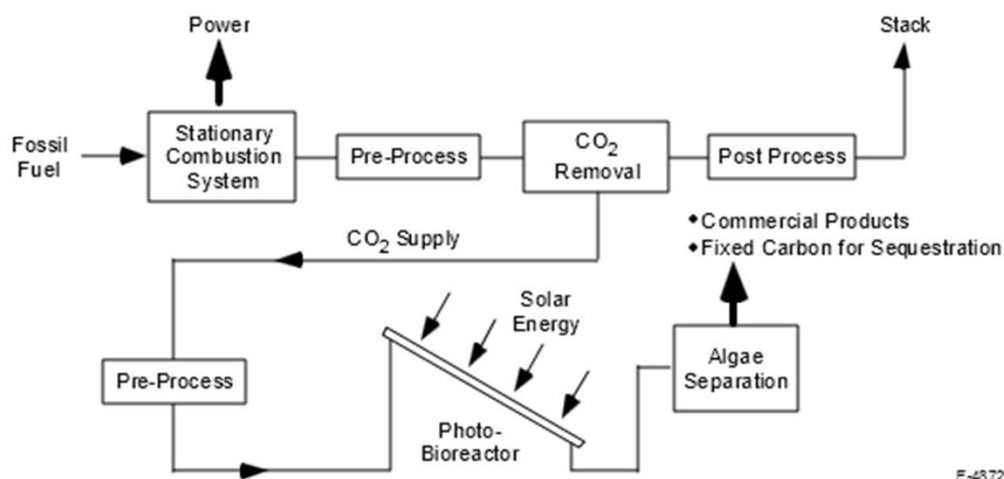 Power
Stack
Fossil
Fuel
Stationary
Combustion
System
Pre-Process
CO₂
Removal
Post Process
CO₂ Supply
◆Commercial Products
◆Fixed Carbon for Sequestration
Solar
Energy
Pre-Process
Algae
Separation
Photo-
Bioreactor
E-4872